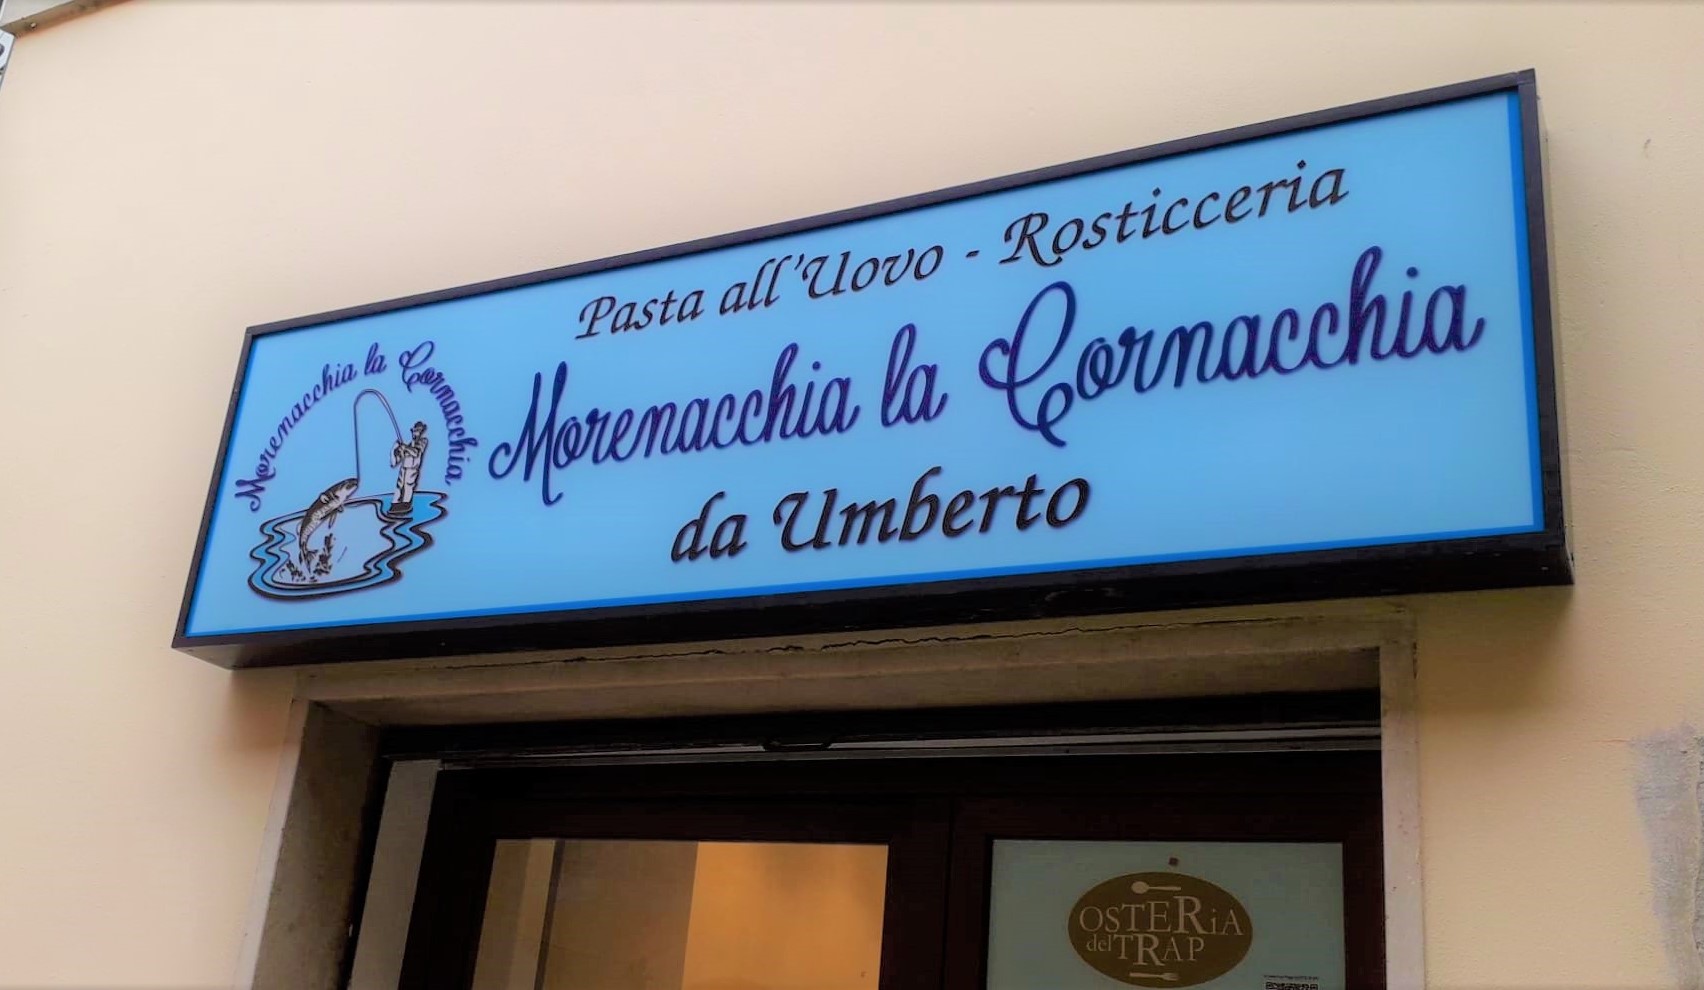 Pasta all'Uovo - Rosticceria
Morenacchia la Cornacchia
Morenacchia la Cornacchia
da Umberto
OSTERiA
del TRAP